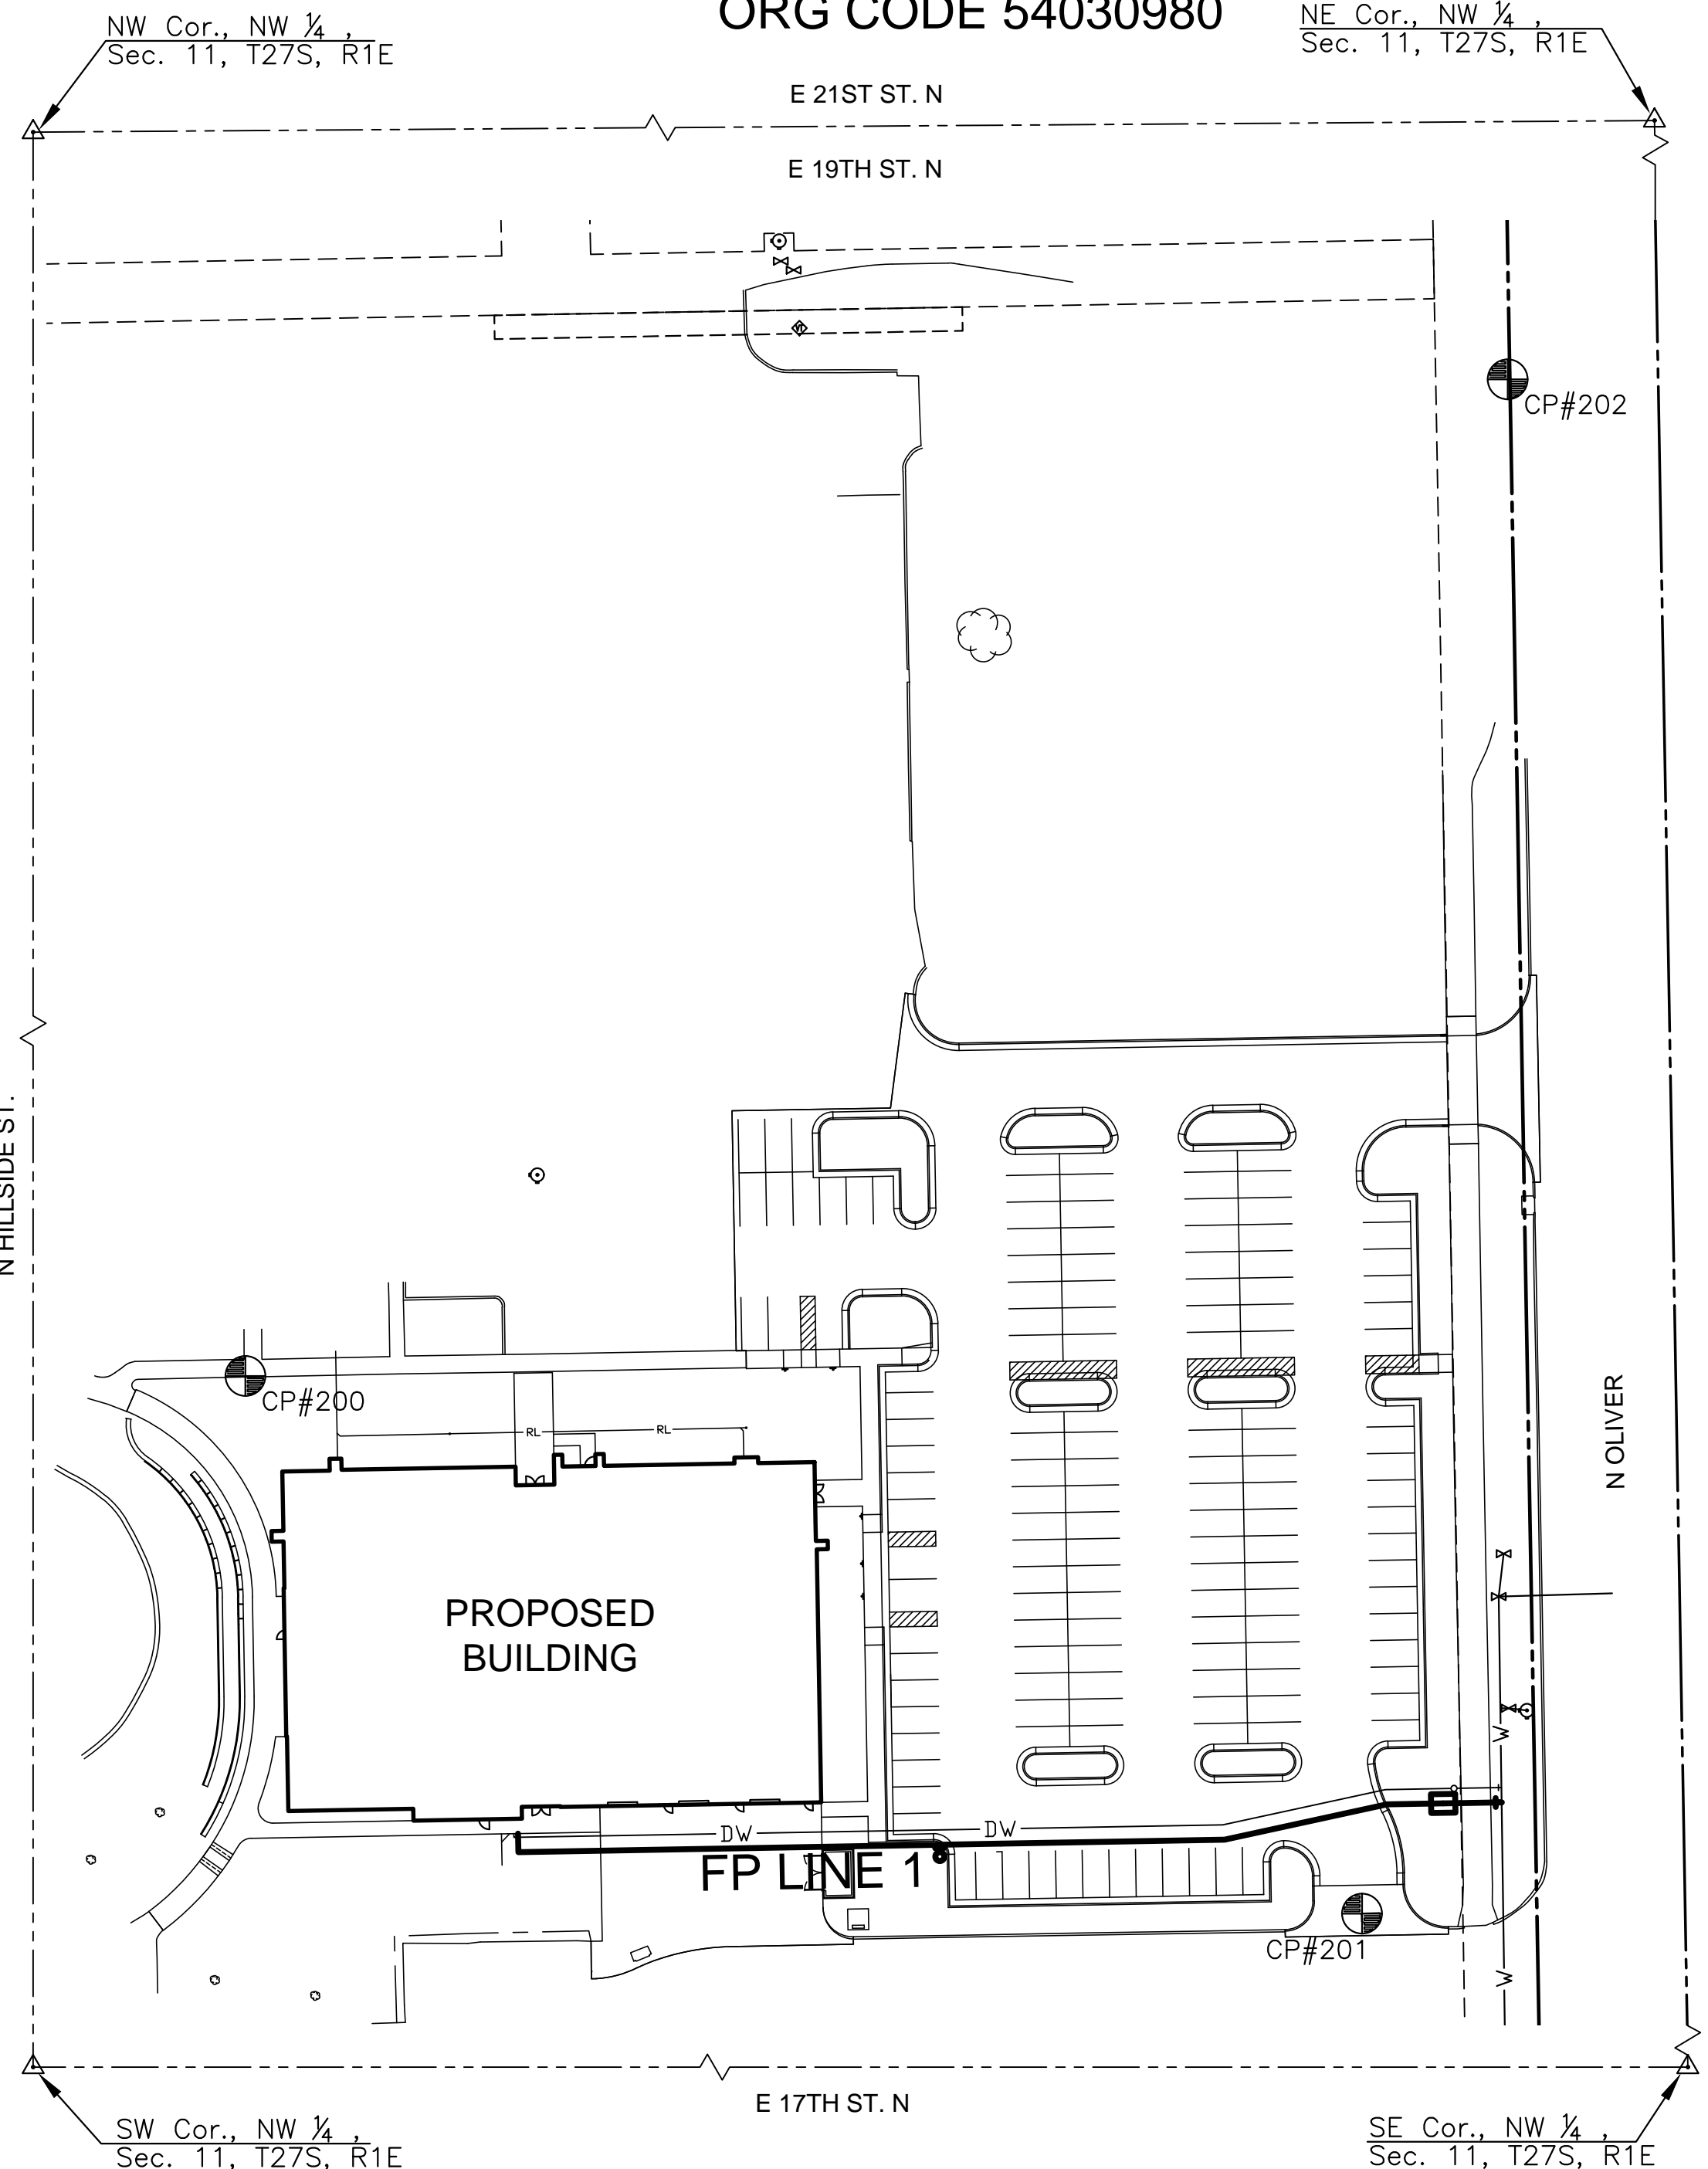 ORG CODE 54030980
NW Cor., NW ¼ ,
Sec. 11, T27S, R1E
NE Cor., NW ¼ ,
Sec. 11, T27S, R1E
E 21ST ST. N
E 19TH ST. N
CP#202
N HILLSIDE ST.
CP#200
RL
RL
N OLIVER
PROPOSED
BUILDING
W
DW
DW
FP LINE 1
CP#201
W
E 17TH ST. N
SW Cor., NW ¼ ,
Sec. 11, T27S, R1E
SE Cor., NW ¼ ,
Sec. 11, T27S, R1E